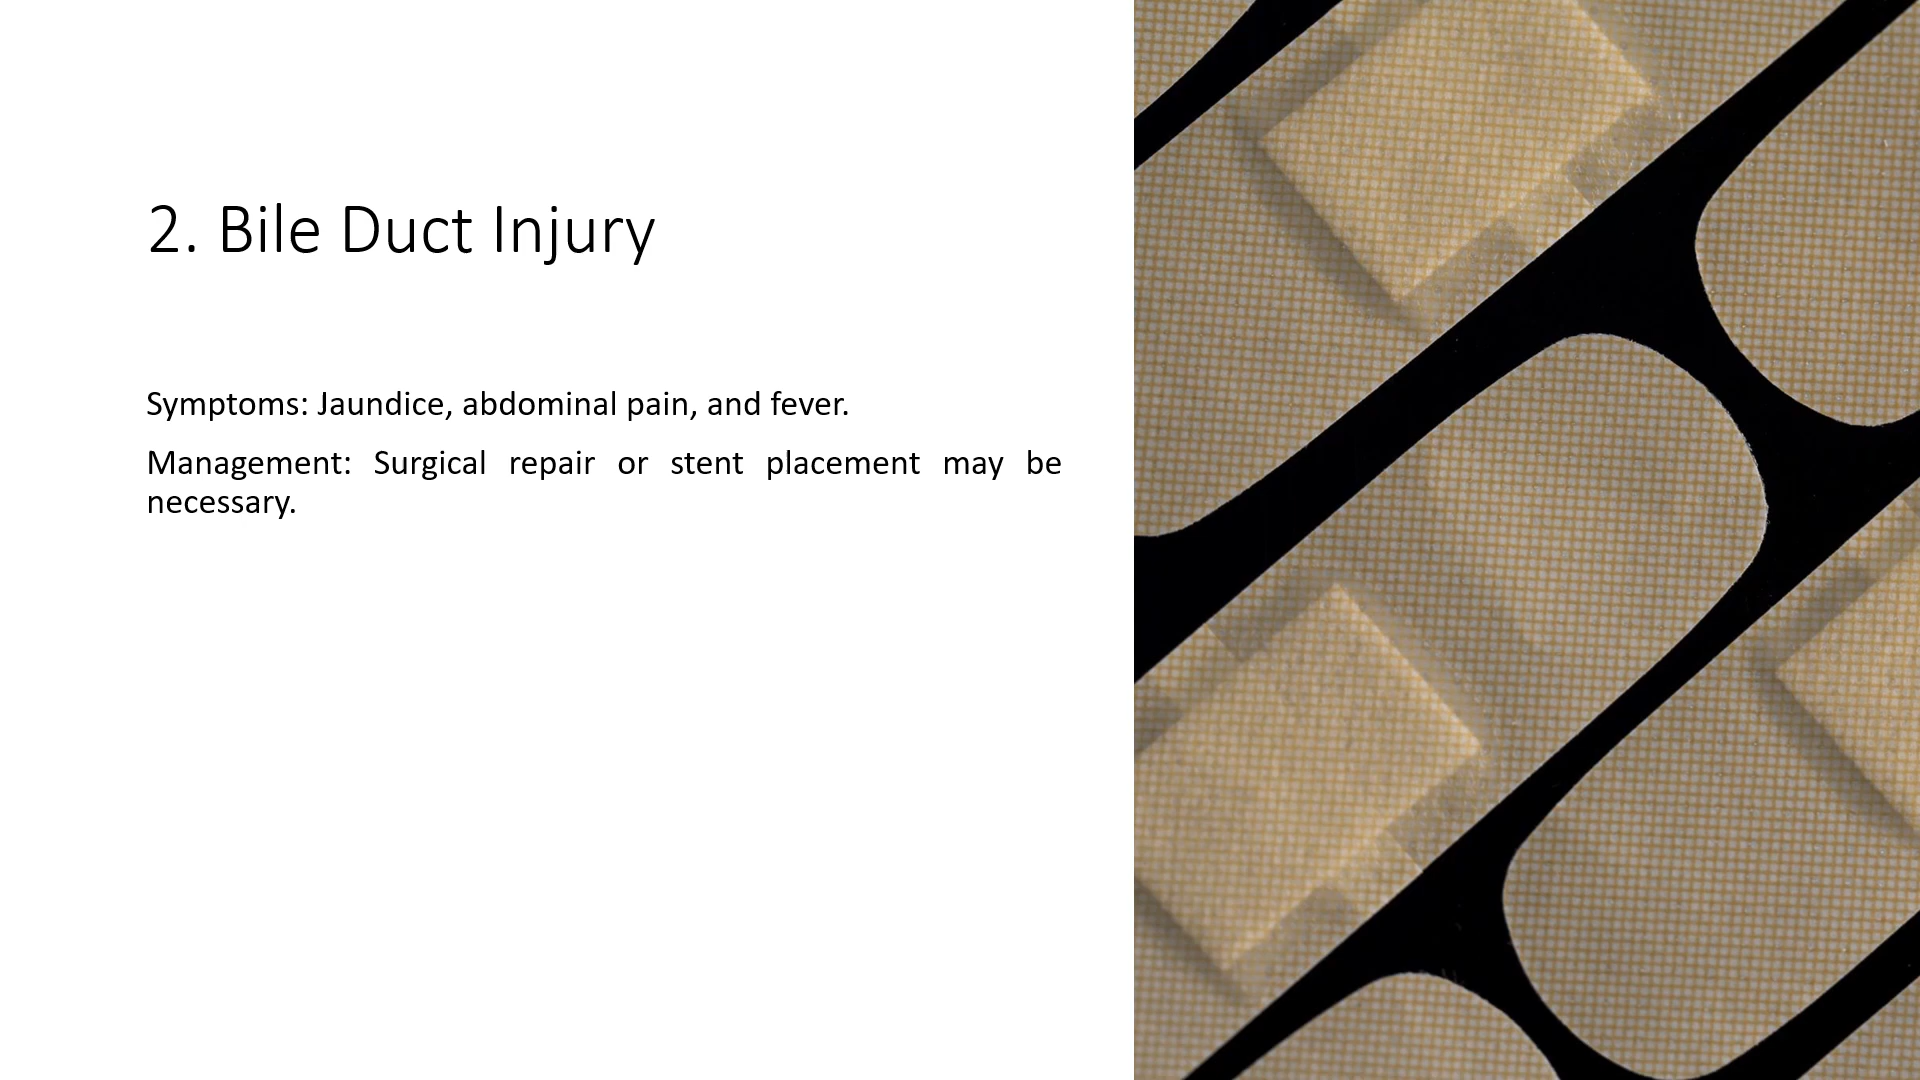 2. Bile Duct Injury
Symptoms: Jaundice, abdominal pain, and fever.
Management: Surgical repair or stent placement may be
necessary.